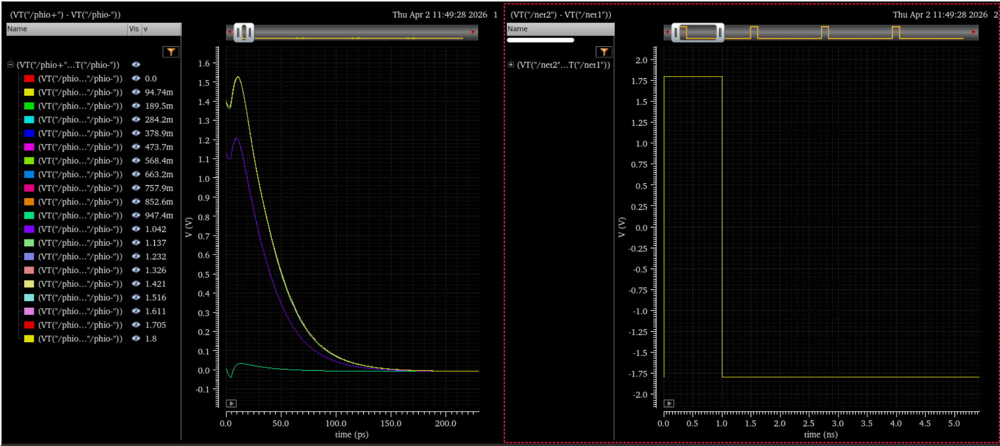 (VT("/phio+") - VT("/phio-"))
Thu Apr 2 11:49:28 2026 1
Name Vis v
(VT("/phio+"...T("/phio-"))
(VT("/phio..."/phio-")) 0.0
(VT("/phio..."/phio-")) 94.74m
(VT("/phio..."/phio-")) 189.5m
(VT("/phio..."/phio-")) 284.2m
(VT("/phio..."/phio-")) 378.9m
(VT("/phio..."/phio-")) 473.7m
(VT("/phio..."/phio-")) 568.4m
(VT("/phio..."/phio-")) 663.2m
(VT("/phio..."/phio-")) 757.9m
(VT("/phio..."/phio-")) 852.6m
(VT("/phio..."/phio-")) 947.4m
(VT("/phio..."/phio-")) 1.042
(VT("/phio..."/phio-")) 1.137
(VT("/phio..."/phio-")) 1.232
(VT("/phio..."/phio-")) 1.326
(VT("/phio..."/phio-")) 1.421
(VT("/phio..."/phio-")) 1.516
(VT("/phio..."/phio-")) 1.611
(VT("/phio..."/phio-")) 1.705
(VT("/phio..."/phio-")) 1.8
V (V)
1.6
1.5
1.4
1.3
1.2
1.1
1.0
0.9
0.8
0.7
0.6
0.5
0.4
0.3
0.2
0.1
0.0
-0.1
0.0 50.0 100.0 150.0 200.0
time (ps)
(VT("/net2") - VT("/net1"))
Thu Apr 2 11:49:28 2026 2
Name
(VT("/net2"...T("/net1"))
V (V)
2.0
1.75
1.5
1.25
1.0
0.75
0.5
0.25
0.0
-0.25
-0.5
-0.75
-1.0
-1.25
-1.5
-1.75
-2.0
0.0 0.5 1.0 1.5 2.0 2.5 3.0 3.5 4.0 4.5 5.0
time (ns)